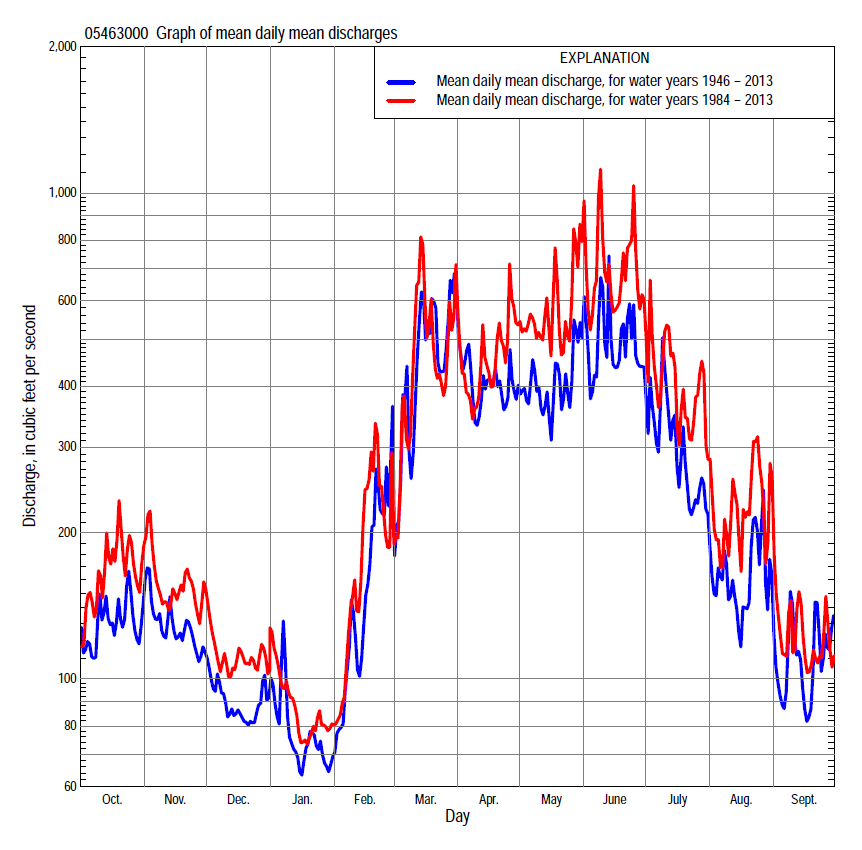 05463000 Graph of mean daily mean discharges
EXPLANATION
Mean daily mean discharge, for water years 1946 – 2013
Mean daily mean discharge, for water years 1984 – 2013
Discharge, in cubic feet per second
2,000
1,000
800
600
400
300
200
100
80
60
Oct. Nov. Dec. Jan. Feb. Mar. Apr. May June July Aug. Sept.
Day